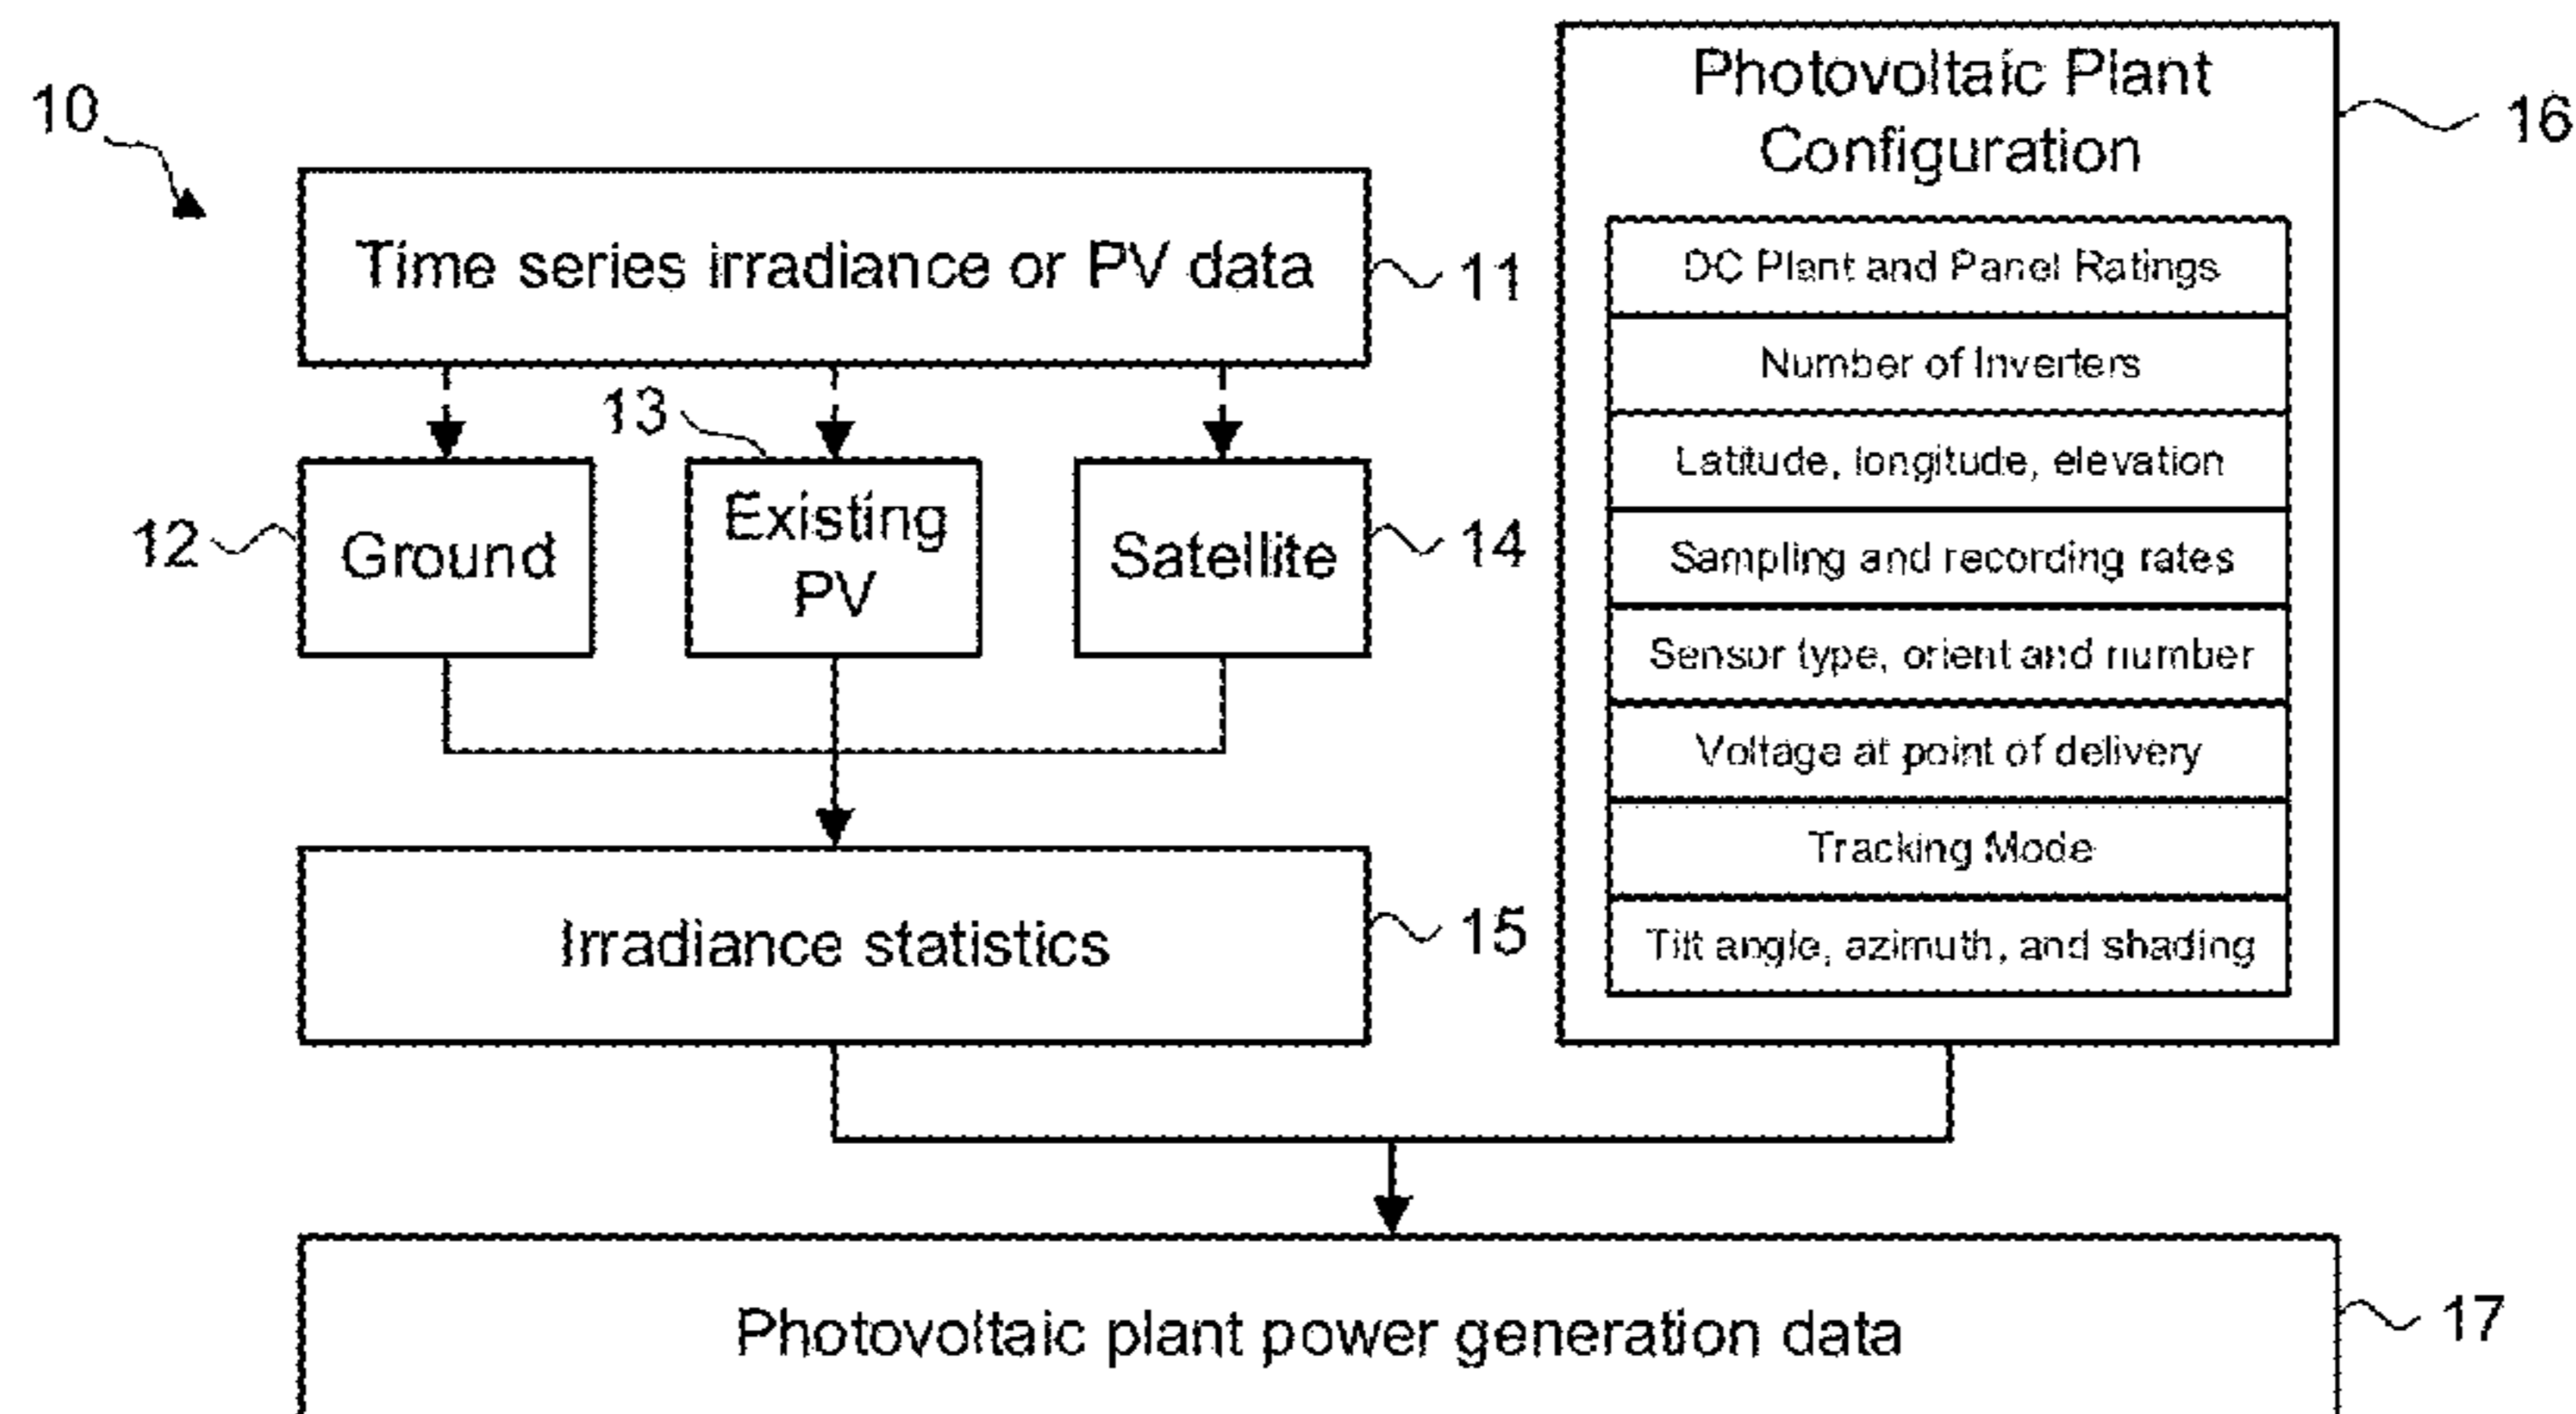 10
Time series irradiance or PV data
11
13
12
Ground
Existing
PV
Satellite
14
Irradiance statistics
15
Photovoltaic Plant
Configuration
16
DC Plant and Panel Ratings
Number of Inverters
Latitude, longitude, elevation
Sampling and recording rates
Sensor type, orient and number
Voltage at point of delivery
Tracking Mode
Tilt angle, azimuth, and shading
Photovoltaic plant power generation data
17